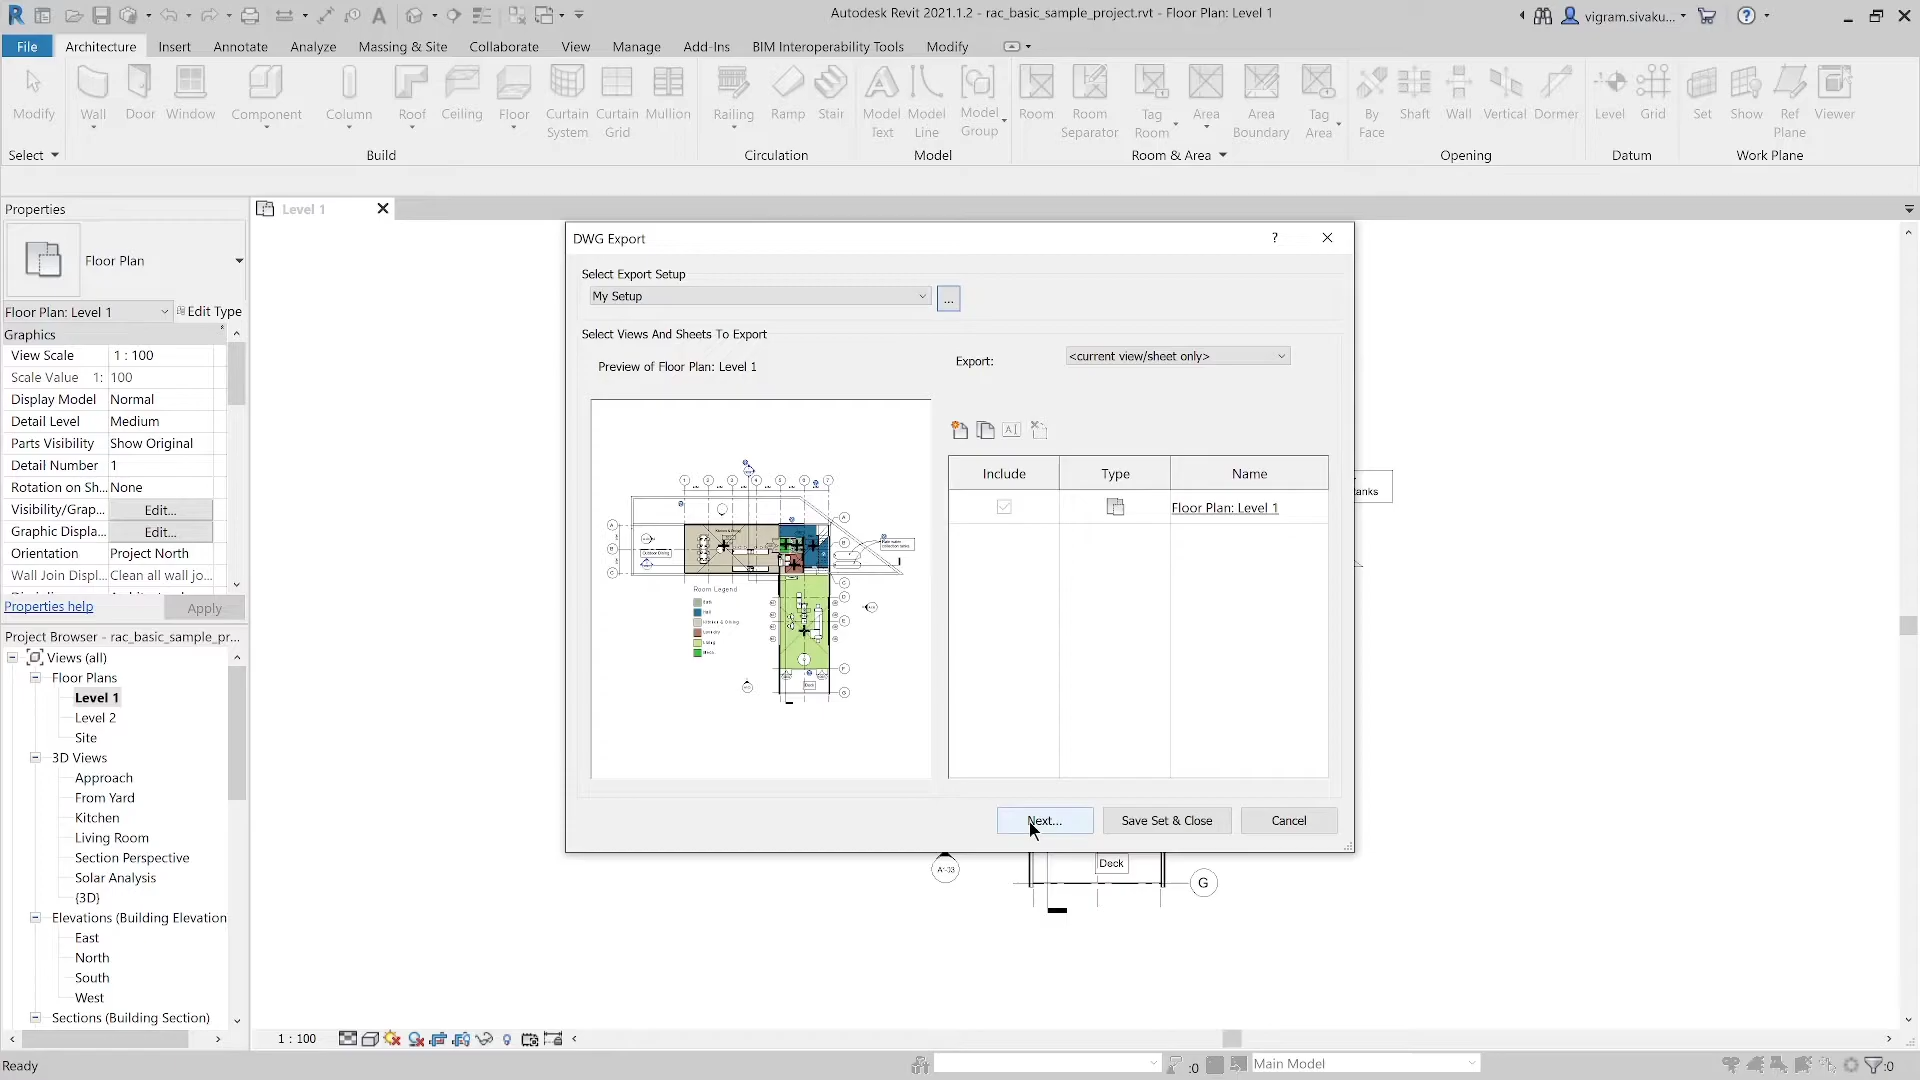 Autodesk Revit 2021.1.2 - rac_basic_sample_project.rvt - Floor Plan: Level 1
vigram.sivaku...
File Architecture Insert Annotate Analyze Massing & Site Collaborate View Manage Add-Ins BIM Interoperability Tools Modify
Modify Wall Door Window Component Column Roof Ceiling Floor Curtain System Curtain Grid Mullion Railing Ramp Stair Model Text Model Line Model Group Room Room Separator Tag Room Area Area Boundary Tag Area By Face Shaft Wall Vertical Dormer Level Grid Set Show Ref Plane Viewer
Select Build Circulation Model Room & Area Opening Datum Work Plane
Properties
Level 1
Floor Plan
Floor Plan: Level 1 Edit Type
Graphics
View Scale 1 : 100
Scale Value 1: 100
Display Model Normal
Detail Level Medium
Parts Visibility Show Original
Detail Number 1
Rotation on Sh... None
Visibility/Grap... Edit...
Graphic Displa... Edit...
Orientation Project North
Wall Join Displ... Clean all wall jo...
Properties help Apply
Project Browser - rac_basic_sample_pr...
Views (all)
Floor Plans
Level 1
Level 2
Site
3D Views
Approach
From Yard
Kitchen
Living Room
Section Perspective
Solar Analysis
{3D}
Elevations (Building Elevation
East
North
South
West
Sections (Building Section)
DWG Export
?
Select Export Setup
My Setup
...
Select Views And Sheets To Export
Preview of Floor Plan: Level 1
Export: <current view/sheet only>
Include Type Name
Floor Plan: Level 1
Room Legend
Next... Save Set & Close Cancel
tanks
Deck
G
1 : 100
Ready
:0
Main Model
:0